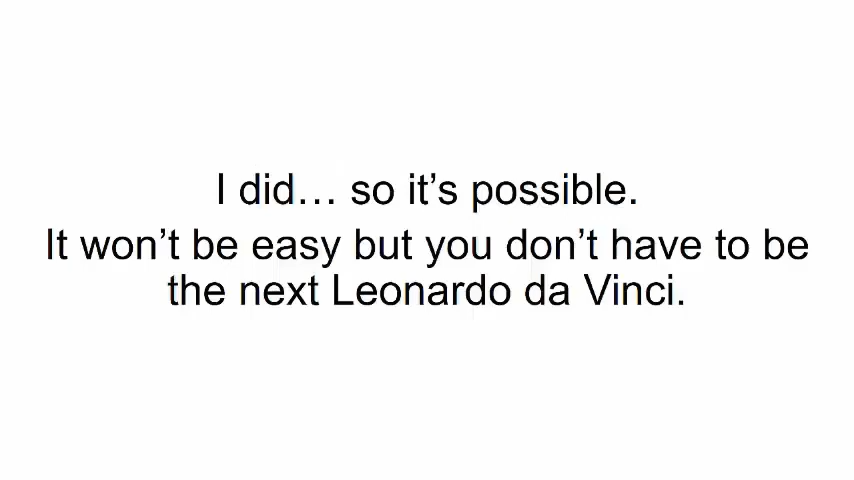 I did… so it’s possible.
It won’t be easy but you don’t have to be
the next Leonardo da Vinci.